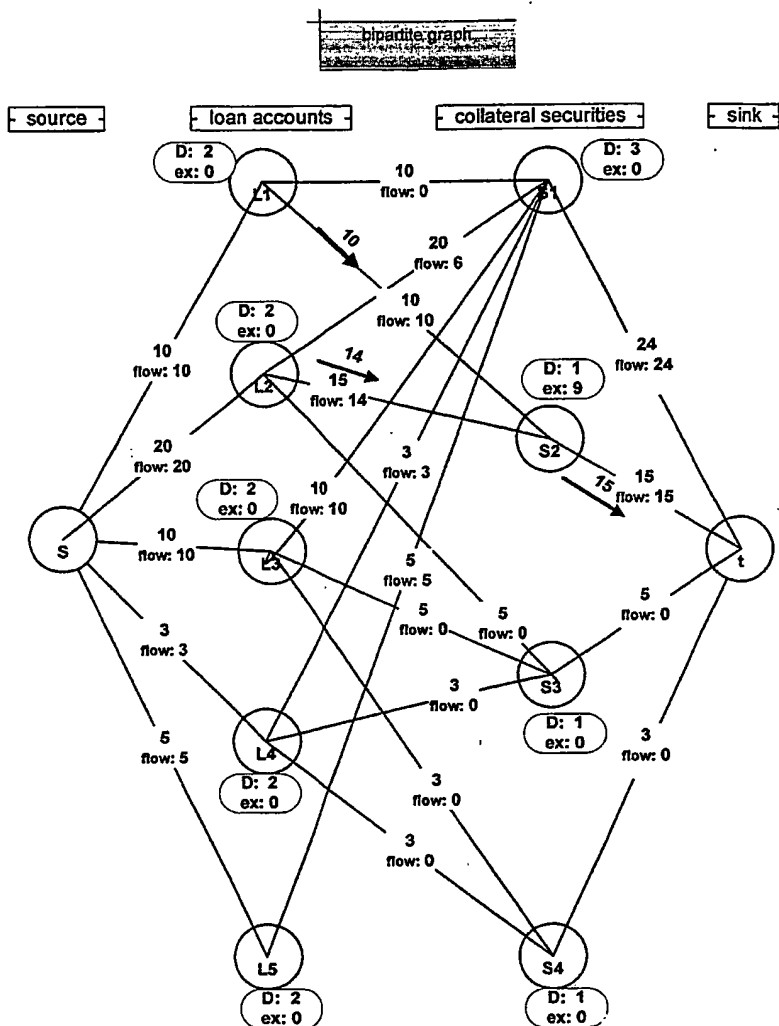 bipartite graph
source
loan accounts
collateral securities
sink
D: 2
ex: 0
L1
10
flow: 0
D: 3
ex: 0
S1
10
20
flow: 6
10
flow: 10
D: 2
ex: 0
L2
14
15
flow: 14
10
flow: 10
24
flow: 24
D: 1
ex: 9
S2
20
flow: 20
3
flow: 3
15
15
flow: 15
D: 2
ex: 0
10
flow: 10
S
10
flow: 10
L3
5
flow: 5
t
5
flow: 0
5
flow: 0
5
flow: 0
3
flow: 3
3
flow: 0
S3
D: 1
ex: 0
L4
D: 2
ex: 0
5
flow: 5
3
flow: 0
3
flow: 0
3
flow: 0
L5
D: 2
ex: 0
S4
D: 1
ex: 0